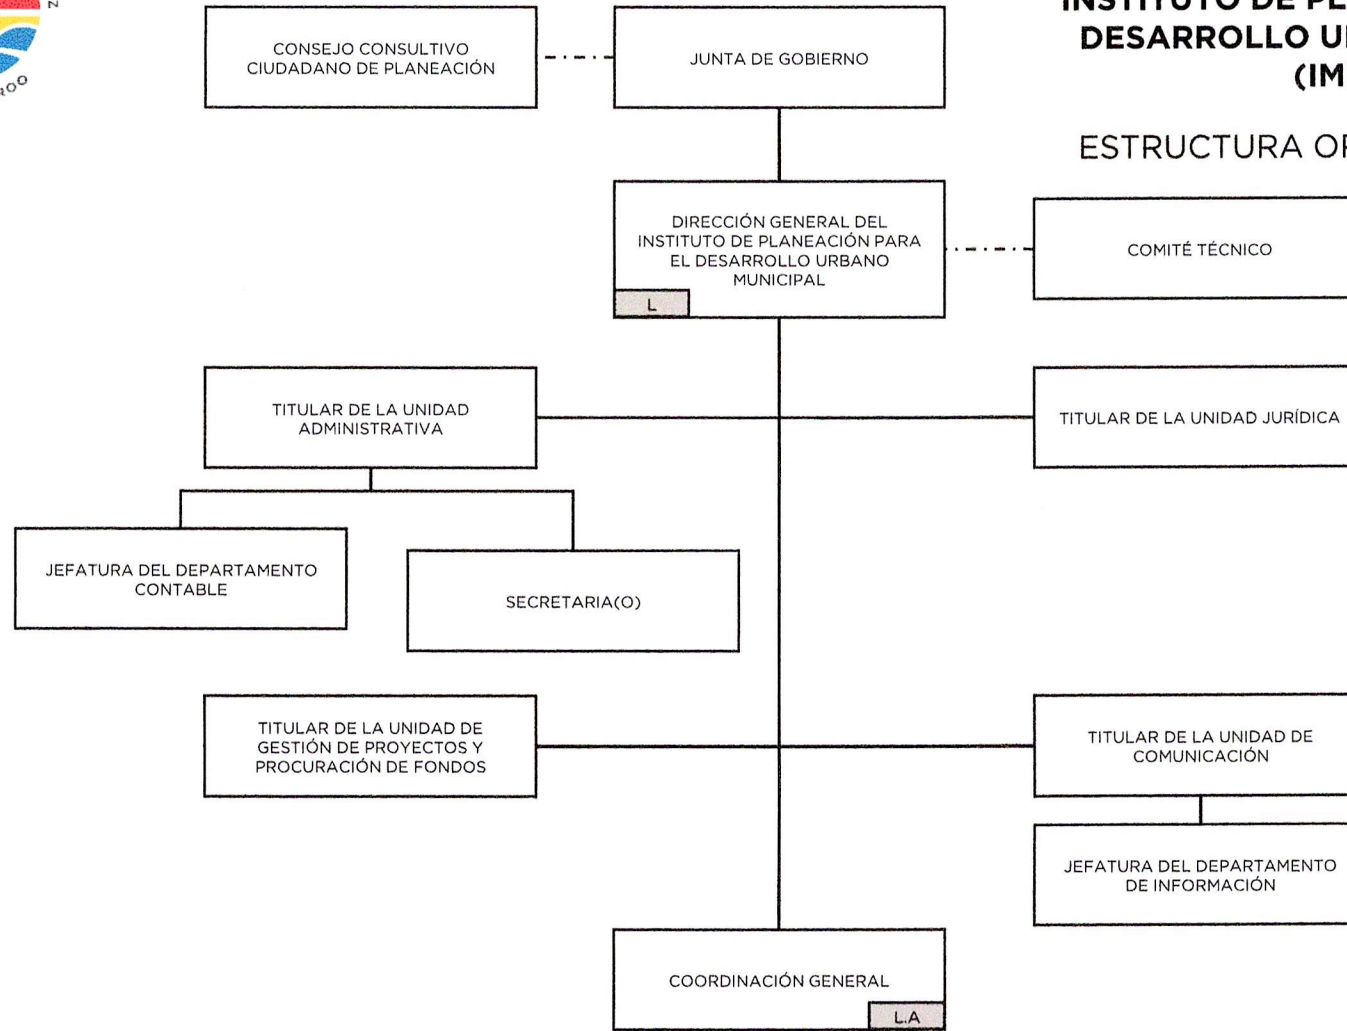 INSTITUTO DE
DESARROLLO
(IM
ESTRUCTURA
CONSEJO CONSULTIVO
CIUDADANO DE PLANEACIÓN
JUNTA DE GOBIERNO
DIRECCIÓN GENERAL DEL
INSTITUTO DE PLANEACIÓN PARA
EL DESARROLLO URBANO
MUNICIPAL
L
COMITÉ TÉCNICO
TITULAR DE LA UNIDAD
ADMINISTRATIVA
TITULAR DE LA UNIDAD JURÍDICA
JEFATURA DEL DEPARTAMENTO
CONTABLE
SECRETARIA(O)
TITULAR DE LA UNIDAD DE
GESTIÓN DE PROYECTOS Y
PROCURACIÓN DE FONDOS
TITULAR DE LA UNIDAD DE
COMUNICACIÓN
JEFATURA DEL DEPARTAMENTO
DE INFORMACIÓN
COORDINACIÓN GENERAL
L.A